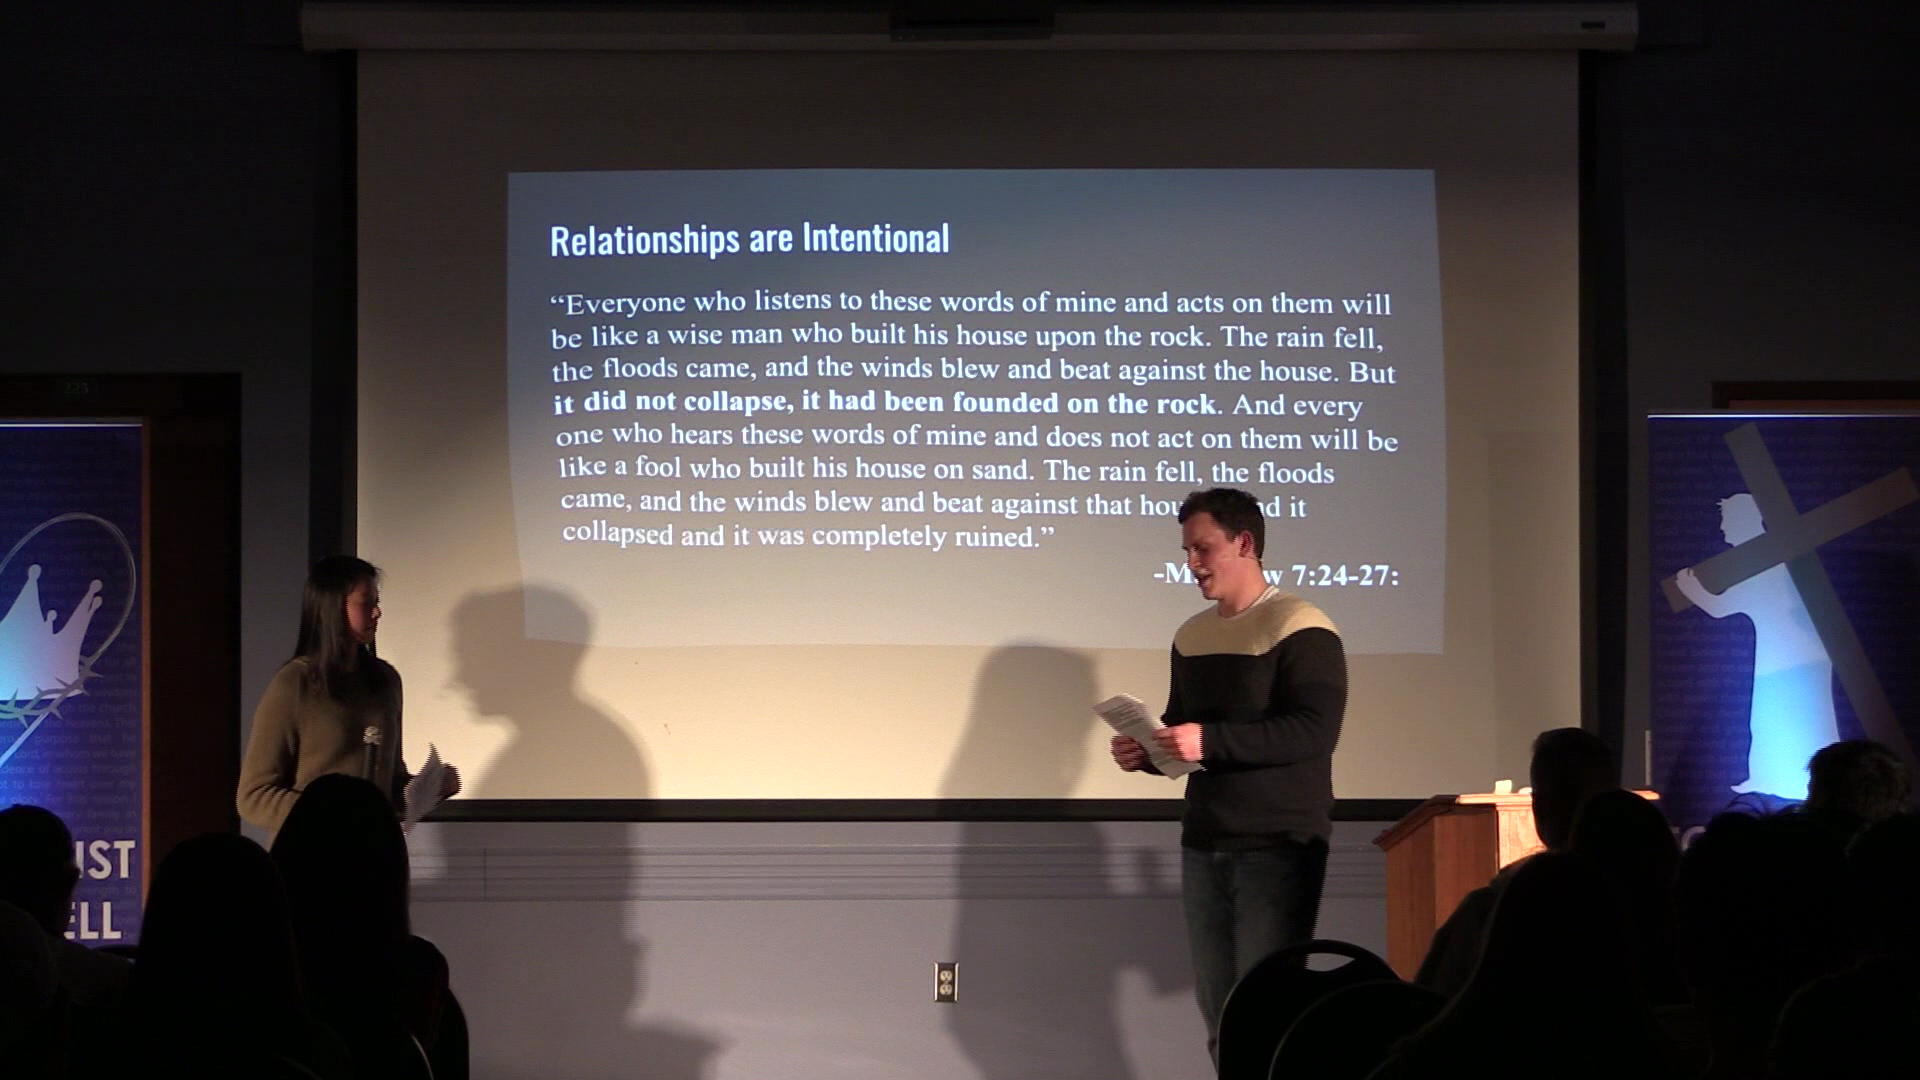 Relationships are Intentional
“Everyone who listens to these words of mine and acts on them will
be like a wise man who built his house upon the rock. The rain fell,
the floods came, and the winds blew and beat against the house. But
it did not collapse, it had been founded on the rock. And every
one who hears these words of mine and does not act on them will be
like a fool who built his house on sand. The rain fell, the floods
came, and the winds blew and beat against that hou d it
collapsed and it was completely ruined.”
-M w 7:24-27:
225
IST
ELL